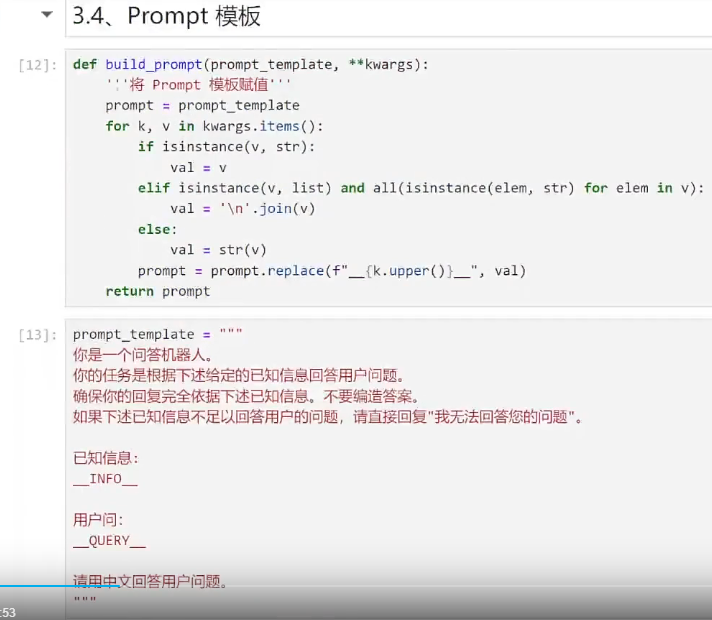 3.4、Prompt 模板
[12]:
def build_prompt(prompt_template, **kwargs):
    '''将 Prompt 模板赋值'''
    prompt = prompt_template
    for k, v in kwargs.items():
        if isinstance(v, str):
            val = v
        elif isinstance(v, list) and all(isinstance(elem, str) for elem in v):
            val = '\n'.join(v)
        else:
            val = str(v)
        prompt = prompt.replace(f"__{k.upper()}__", val)
    return prompt
[13]:
prompt_template = """
你是一个问答机器人。
你的任务是根据下述给定的已知信息回答用户问题。
确保你的回复完全依据下述已知信息。不要编造答案。
如果下述已知信息不足以回答用户的问题，请直接回复"我无法回答您的问题"。

已知信息:
__INFO__

用户问：
__QUERY__

请用中文回答用户问题。
"""
:53